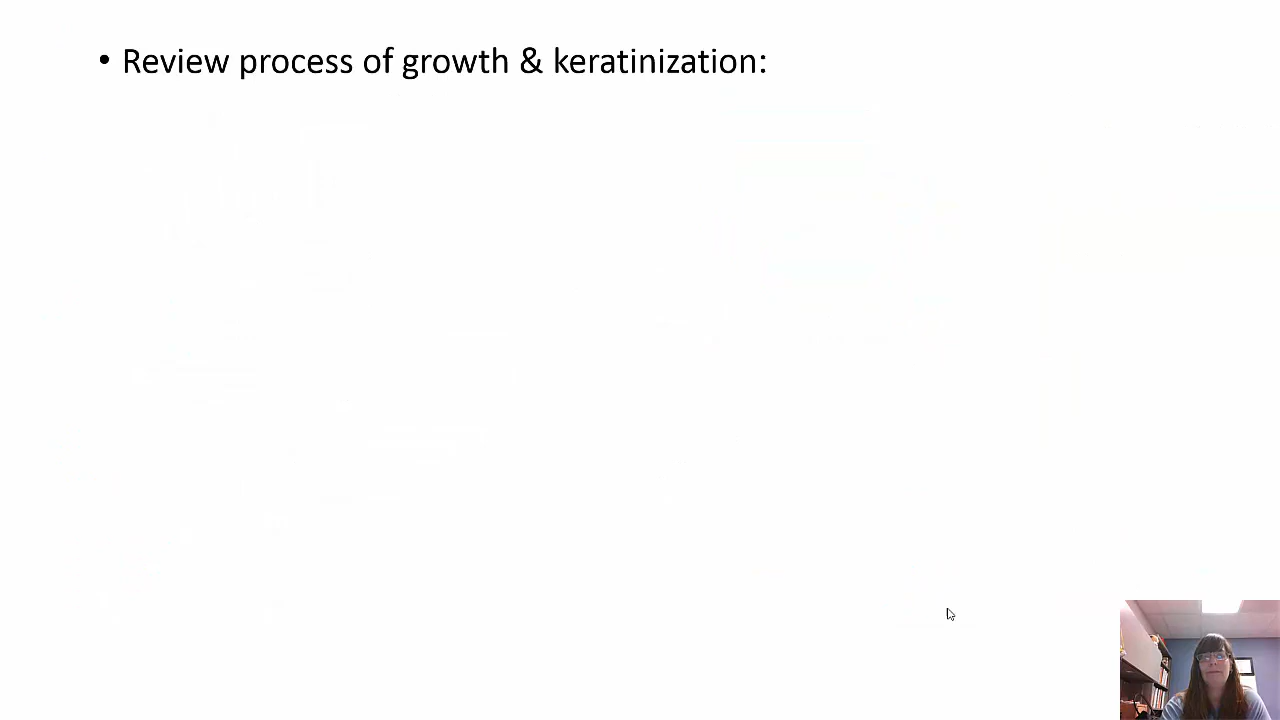 • Review process of growth & keratinization: